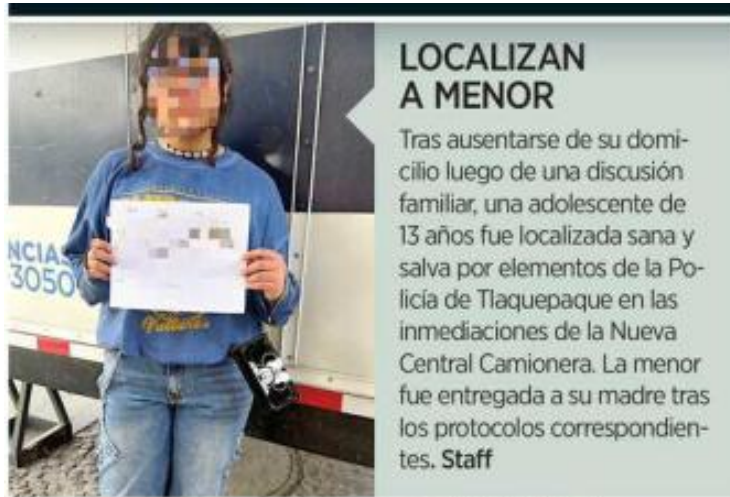 LOCALIZAN
A MENOR
Tras ausentarse de su domi-
cilio luego de una discusión
familiar, una adolescente de
13 años fue localizada sana y
salva por elementos de la Po-
licía de Tlaquepaque en las
inmediaciones de la Nueva
Central Camionera. La menor
fue entregada a su madre tras
los protocolos correspondien-
tes. Staff
NCIAS
3050